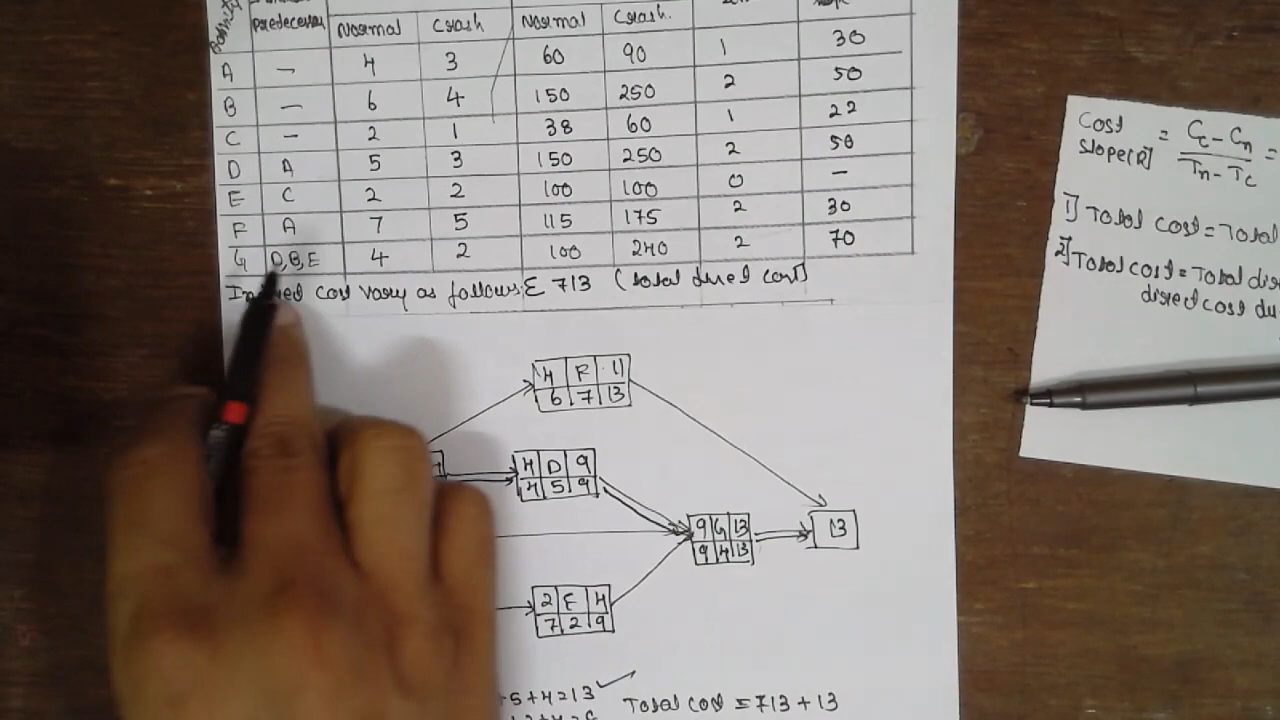 Predecessor Normal Crash Normal Crash.
A - 4 3 60 90 1 30
B - 6 4 150 250 2 50
C - 2 1 38 60 1 22
D A 5 3 150 250 2 50
E C 2 2 100 100 0 -
F A 7 5 115 175 2 30
G D,B,E 4 2 100 240 2 70
cost vary as follows Σ 713 (total direct cost)
Cost slope[R] = Cc - Cn / Tn - Tc =
1] Total cost = Total
2] Total cost = Total
direct cost du
4 F 11
6 7 13
4 D 9
4 5 9
9 G 13
9 4 13
13
2 E 4
7 2 9
+5+4=13 ✓ Total cost = 713 + 13